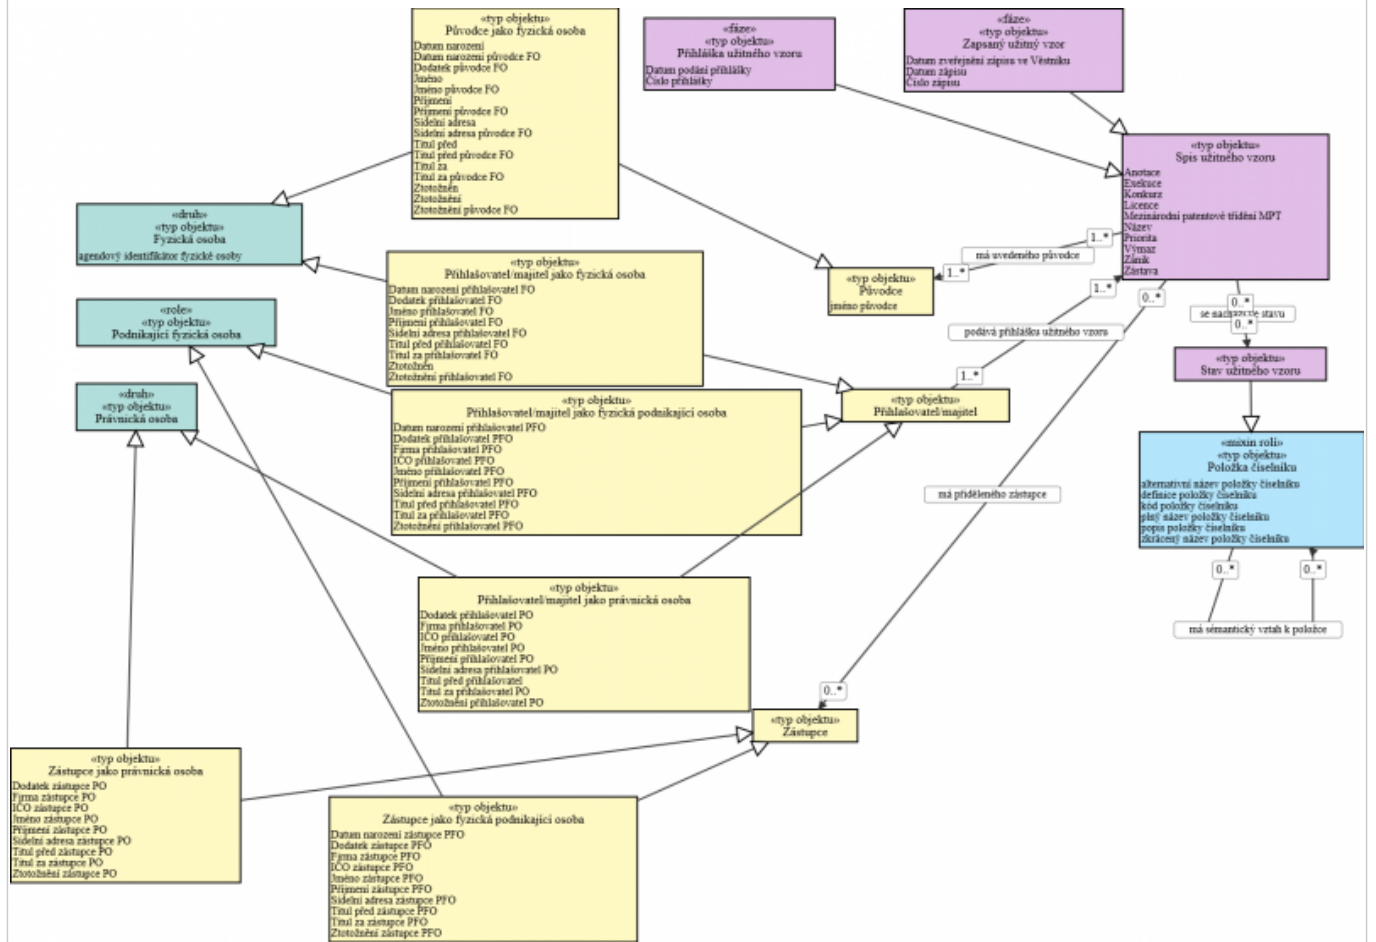 «typ objektu»
Původce jako fyzická osoba
Datum narození
Datum narození původce FO
Dodatek původce FO
Jméno
Jméno původce FO
Příjmení
Příjmení původce FO
Sídelní adresa
Sídelní adresa původce FO
Titul před
Titul před původce FO
Titul za
Titul za původce FO
Ztotožněn
Ztotožnění
Ztotožnění původce FO
«fáze»
«typ objektu»
Přihláška užitného vzoru
Datum podání přihlášky
Číslo přihlášky
«fáze»
«typ objektu»
Zapsaný užitný vzor
Datum zveřejnění zápisu ve Věstníku
Datum zápisu
Číslo zápisu
«typ objektu»
Spis užitného vzoru
Anotace
Exekuce
Konkurz
Licence
Mezinárodní patentové třídění MPT
Název
Priorita
Výmaz
Zánik
Zástava
«druh»
«typ objektu»
Fyzická osoba
agendový identifikátor fyzické osoby
«typ objektu»
Přihlašovatel/majitel jako fyzická osoba
Datum narození přihlašovatel FO
Dodatek přihlašovatel FO
Jméno přihlašovatel FO
Příjmení přihlašovatel FO
Sídelní adresa přihlašovatel FO
Titul před přihlašovatel FO
Titul za přihlašovatel FO
Ztotožněn
Ztotožnění přihlašovatel FO
1..*
má uvedeného původce
1..*
«typ objektu»
Původce
jméno původce
1..*
0..*
podává přihlášku užitného vzoru
1..*
0..*
se nachází ve stavu
0..*
«role»
«typ objektu»
Podnikající fyzická osoba
«typ objektu»
Stav užitného vzoru
«druh»
«typ objektu»
Právnická osoba
«typ objektu»
Přihlašovatel/majitel jako fyzická podnikající osoba
Datum narození přihlašovatel PFO
Dodatek přihlašovatel PFO
Firma přihlašovatel PFO
IČO přihlašovatel PFO
Jméno přihlašovatel PFO
Příjmení přihlašovatel PFO
Sídelní adresa přihlašovatel PFO
Titul před přihlašovatel PFO
Titul za přihlašovatel PFO
Ztotožnění přihlašovatel PFO
«typ objektu»
Přihlašovatel/majitel
«mixin rolí»
«typ objektu»
Položka číselníku
alternativní název položky číselníku
definice položky číselníku
kód položky číselníku
plný název položky číselníku
popis položky číselníku
zkrácený název položky číselníku
má přiděleného zástupce
0..*
0..*
má sémantický vztah k položce
«typ objektu»
Přihlašovatel/majitel jako právnická osoba
Dodatek přihlašovatel PO
Firma přihlašovatel PO
IČO přihlašovatel PO
Jméno přihlašovatel PO
Příjmení přihlašovatel PO
Sídelní adresa přihlašovatel PO
Titul před přihlašovatel
Titul za přihlašovatel PO
Ztotožnění přihlašovatel PO
0..*
«typ objektu»
Zástupce
«typ objektu»
Zástupce jako právnická osoba
Dodatek zástupce PO
Firma zástupce PO
IČO zástupce PO
Jméno zástupce PO
Příjmení zástupce PO
Sídelní adresa zástupce PO
Titul před zástupce PO
Titul za zástupce PO
Ztotožnění zástupce PO
«typ objektu»
Zástupce jako fyzická podnikající osoba
Datum narození zástupce PFO
Dodatek zástupce PFO
Firma zástupce PFO
IČO zástupce PFO
Jméno zástupce PFO
Příjmení zástupce PFO
Sídelní adresa zástupce PFO
Titul před zástupce PFO
Titul za zástupce PFO
Ztotožnění zástupce PFO